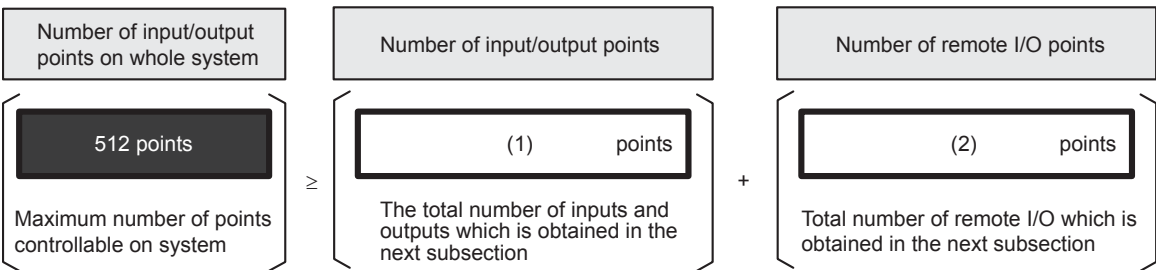 Number of input/output
points on whole system
Number of input/output points
Number of remote I/O points
512 points
(1) points
(2) points
≥
+
Maximum number of points
controllable on system
The total number of inputs and
outputs which is obtained in the
next subsection
Total number of remote I/O which is
obtained in the next subsection